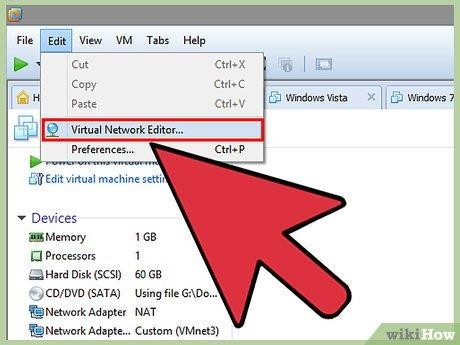 File Edit View VM Tabs Help
Cut Ctrl+X
Copy Ctrl+C
Paste Ctrl+V
H Windows Vista Windows 7
Virtual Network Editor...
Preferences... Ctrl+P
Power on this virtual
Edit virtual machine settin
Devices
Memory 1 GB
Processors 1
Hard Disk (SCSI) 60 GB
CD/DVD (SATA) Using file G:\Do...
Network Adapter NAT
Network Adapte... Custom (VMnet3)
wikiHow